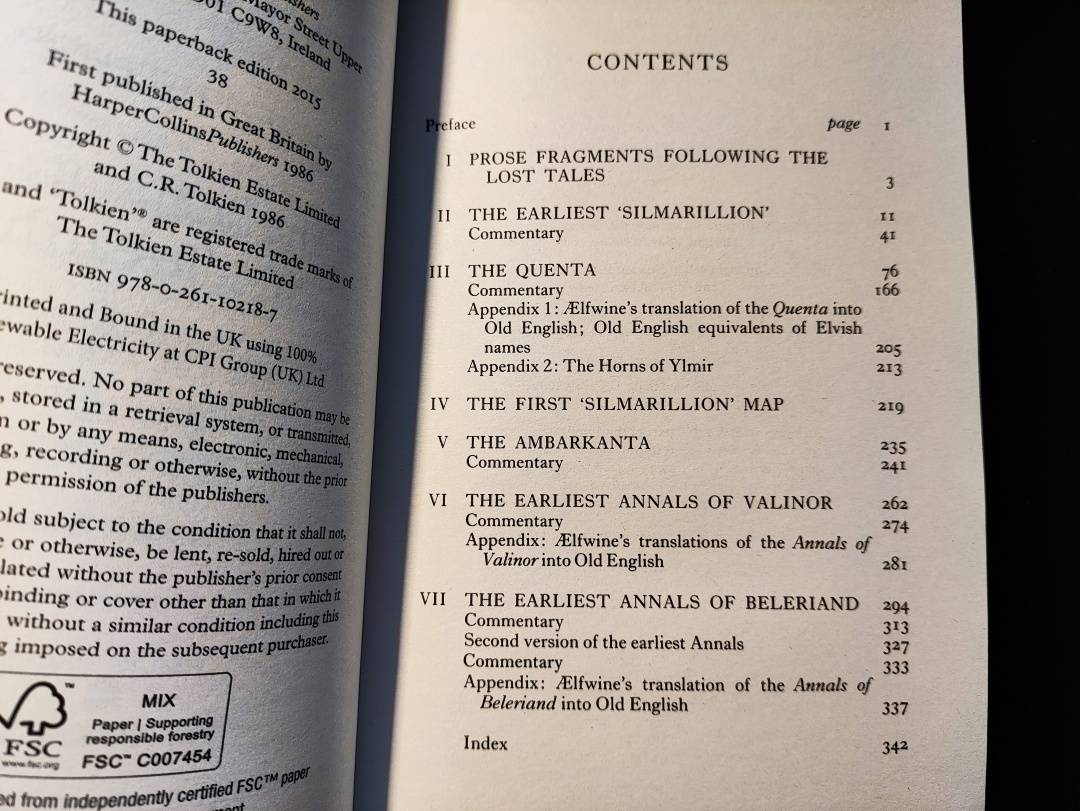 Mayor Street Upper
C9W8, Ireland
This paperback edition 2015
38
First published in Great Britain by
HarperCollinsPublishers 1986
Copyright © The Tolkien Estate Limited
and C.R. Tolkien 1986
and ‘Tolkien’® are registered trade marks of
The Tolkien Estate Limited
ISBN 978-0-261-10218-7
and Bound in the UK using 100%
Electricity at CPI Group (UK) Ltd
No part of this publication may be
, stored in a retrieval system, or transmitted,
or by any means, electronic, mechanical,
recording or otherwise, without the prior
permission of the publishers.
subject to the condition that it shall not,
or otherwise, be lent, re-sold, hired out or
without the publisher’s prior consent
or cover other than that in which it
without a similar condition including this
imposed on the subsequent purchaser.
™
MIX
Paper | Supporting
responsible forestry
FSC
www.fsc.org
FSC™ C007454
from independently certified FSC™ paper
CONTENTS
Preface page 1
I PROSE FRAGMENTS FOLLOWING THE
LOST TALES 3
II THE EARLIEST ‘SILMARILLION’ 11
Commentary 41
III THE QUENTA 76
Commentary 166
Appendix 1: Ælfwine’s translation of the Quenta into
Old English; Old English equivalents of Elvish
names 205
Appendix 2: The Horns of Ylmir 213
IV THE FIRST ‘SILMARILLION’ MAP 219
V THE AMBARKANTA 235
Commentary 241
VI THE EARLIEST ANNALS OF VALINOR 262
Commentary 274
Appendix: Ælfwine’s translations of the Annals of
Valinor into Old English 281
VII THE EARLIEST ANNALS OF BELERIAND 294
Commentary 313
Second version of the earliest Annals 327
Commentary 333
Appendix: Ælfwine’s translation of the Annals of
Beleriand into Old English 337
Index 342